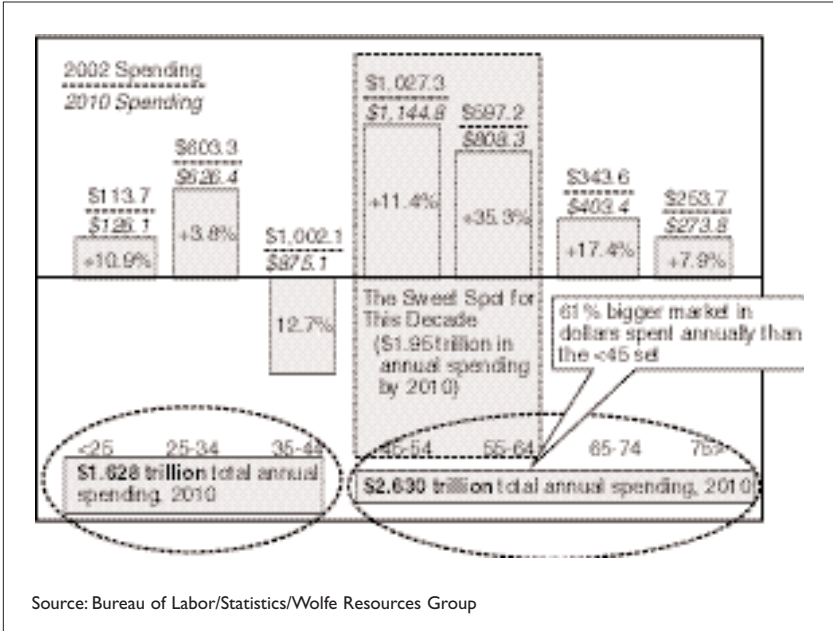 2002 Spending
2010 Spending
$113.7
$126.1
+10.9%
$603.3
$626.4
+3.8%
$1,002.1
$875.1
12.7%
$1,027.3
$1,144.8
+11.4%
$597.2
$808.3
+35.3%
$343.6
$403.4
+17.4%
$253.7
$273.8
+7.9%
The Sweet Spot for
This Decade
($1.95 trillion in
annual spending
by 2010)
61% bigger market in
dollars spent annually than
the <45 set
<25 25-34 35-44 45-54 55-64 65-74 75>
$1.628 trillion total annual
spending, 2010
$2.630 trillion total annual spending, 2010
Source: Bureau of Labor/Statistics/Wolfe Resources Group